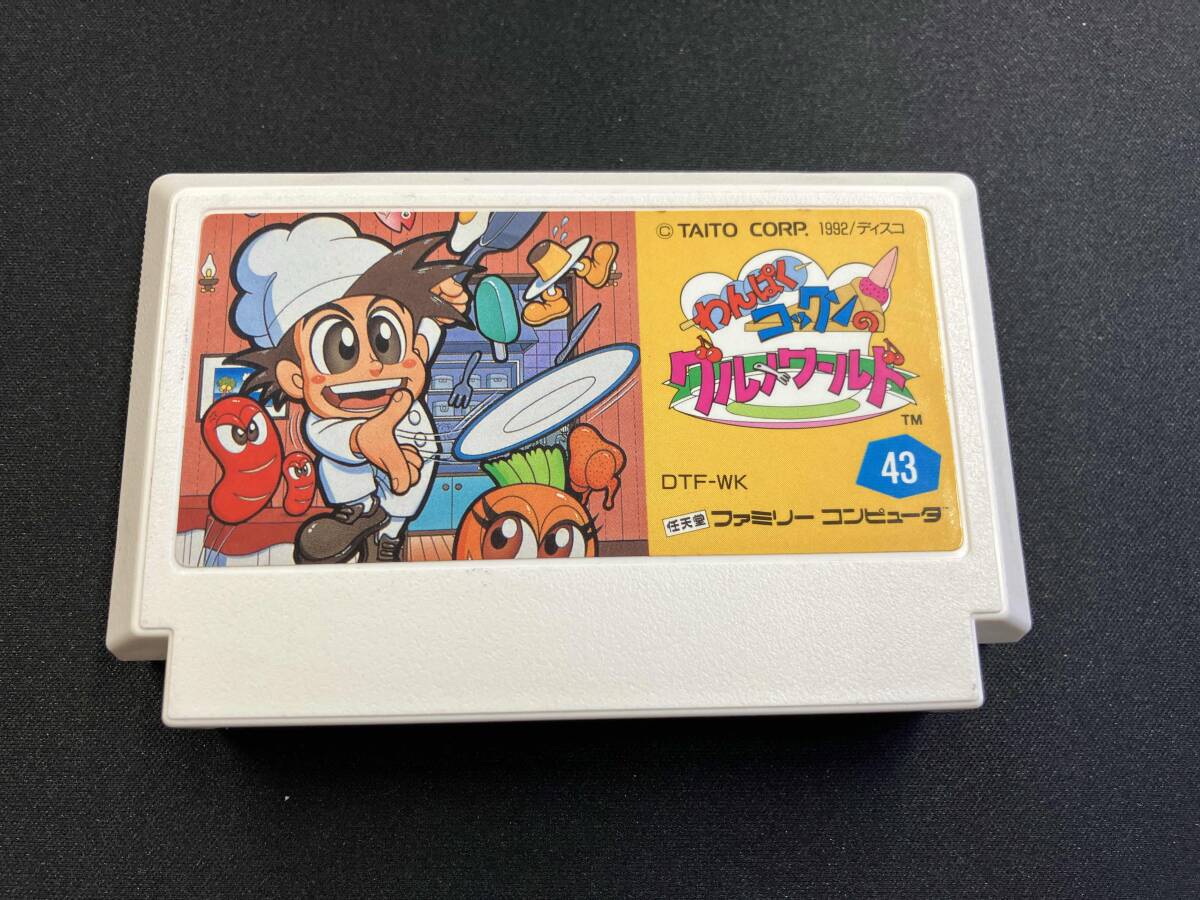 © TAITO CORP. 1992/ディスコ
わんぱく
コックンの
グルメワールド
TM
43
DTF-WK
任天堂 ファミリー コンピュータ
TM